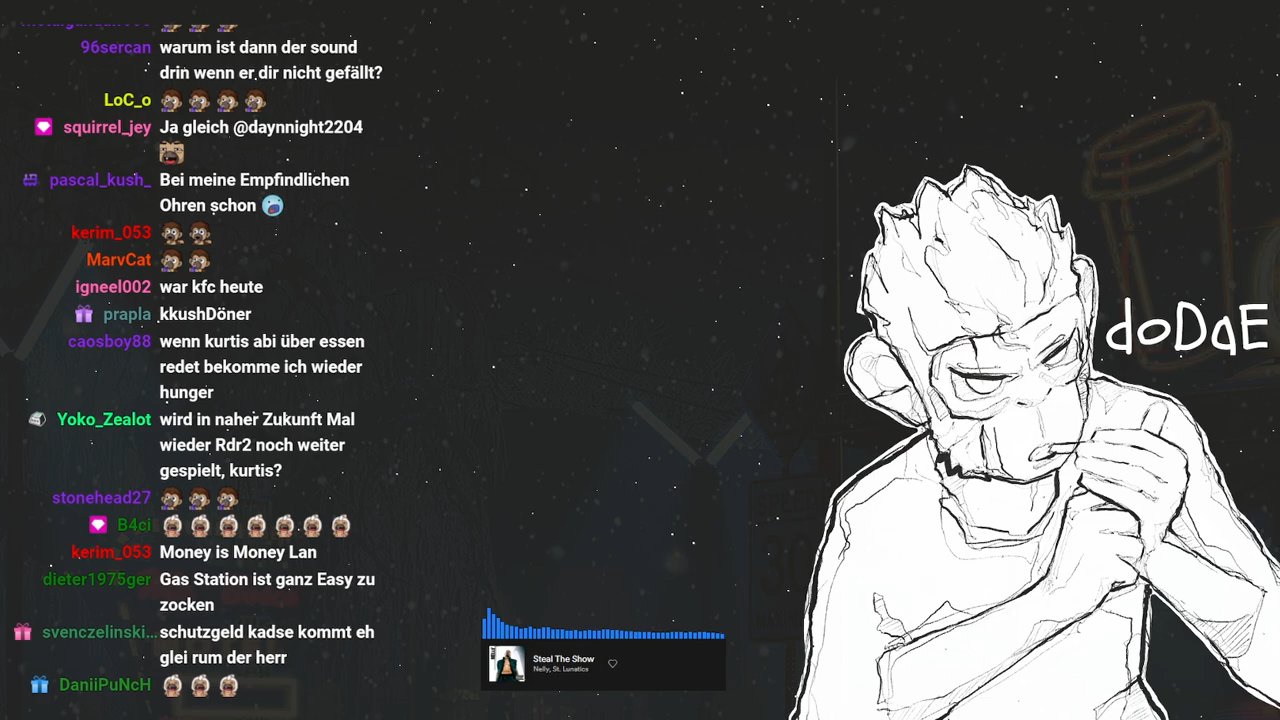 96sercan warum ist dann der sound
drin wenn er dir nicht gefällt?
LoC_o
squirrel_jey Ja gleich @daynnight2204
pascal_kush_ Bei meine Empfindlichen
Ohren schon
kerim_053
MarvCat
igneel002 war kfc heute
prapla kkushDöner
caosboy88 wenn kurtis abi über essen
redet bekomme ich wieder
hunger
Yoko_Zealot wird in naher Zukunft Mal
wieder Rdr2 noch weiter
gespielt, kurtis?
stonehead27
B4ci
kerim_053 Money is Money Lan
dieter1975ger Gas Station ist ganz Easy zu
zocken
svenczelinski... schutzgeld kadse kommt eh
glei rum der herr
DaniiPuNcH
Steal The Show
Nelly, St. Lunatics
doDaE